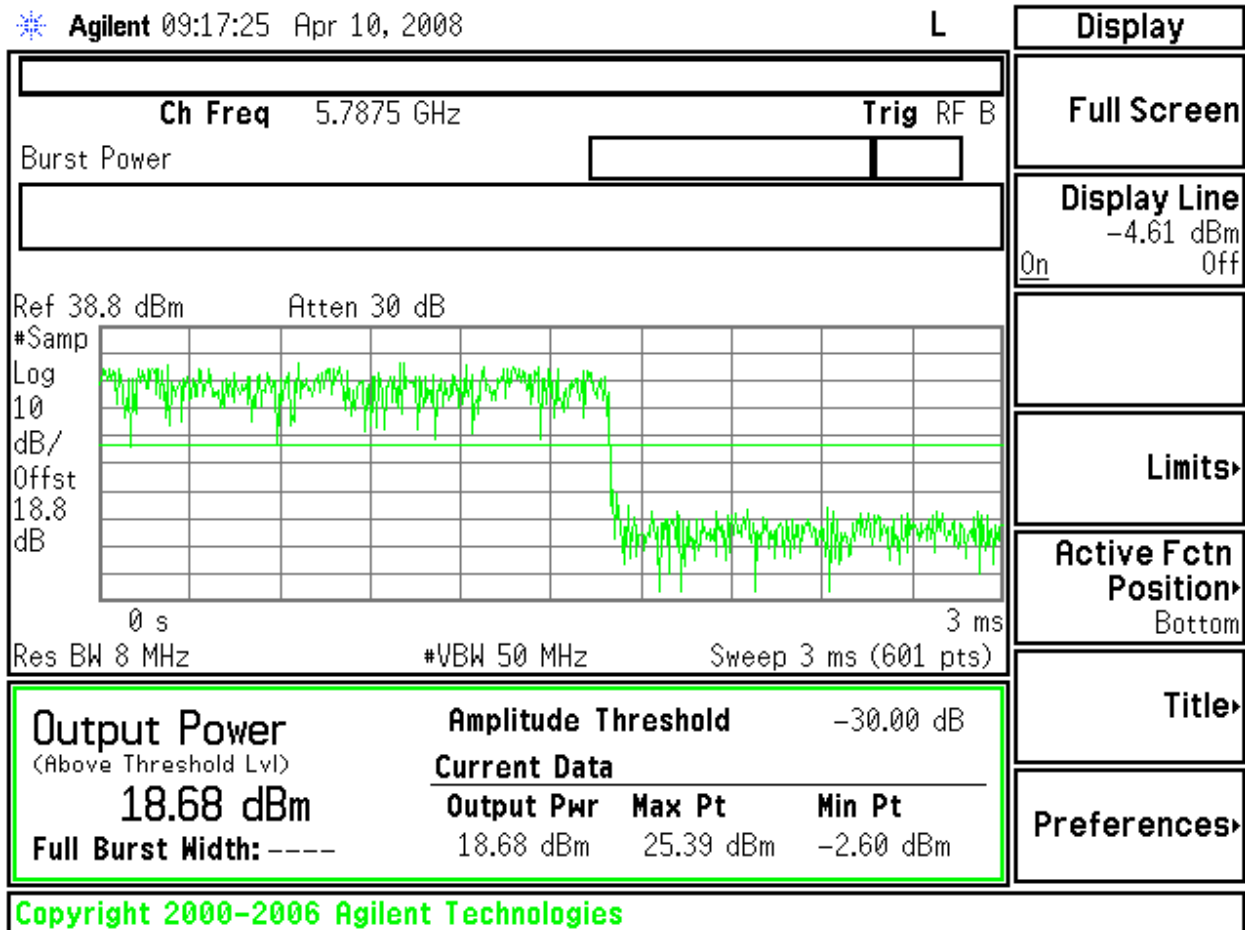 Agilent 09:17:25 Apr 10, 2008 L
Ch Freq 5.7875 GHz Trig RF B
Burst Power
Ref 38.8 dBm Atten 30 dB
#Samp
Log
10
dB/
Offst
18.8
dB
0 s 3 ms
Res BW 8 MHz #VBW 50 MHz Sweep 3 ms (601 pts)
Output Power
(Above Threshold Lvl)
18.68 dBm
Full Burst Width: ----
Amplitude Threshold -30.00 dB
Current Data
Output Pwr Max Pt Min Pt
18.68 dBm 25.39 dBm -2.60 dBm
Copyright 2000-2006 Agilent Technologies
Display
Full Screen
Display Line
-4.61 dBm
On Off
Limits
Active Fctn
Position
Bottom
Title
Preferences